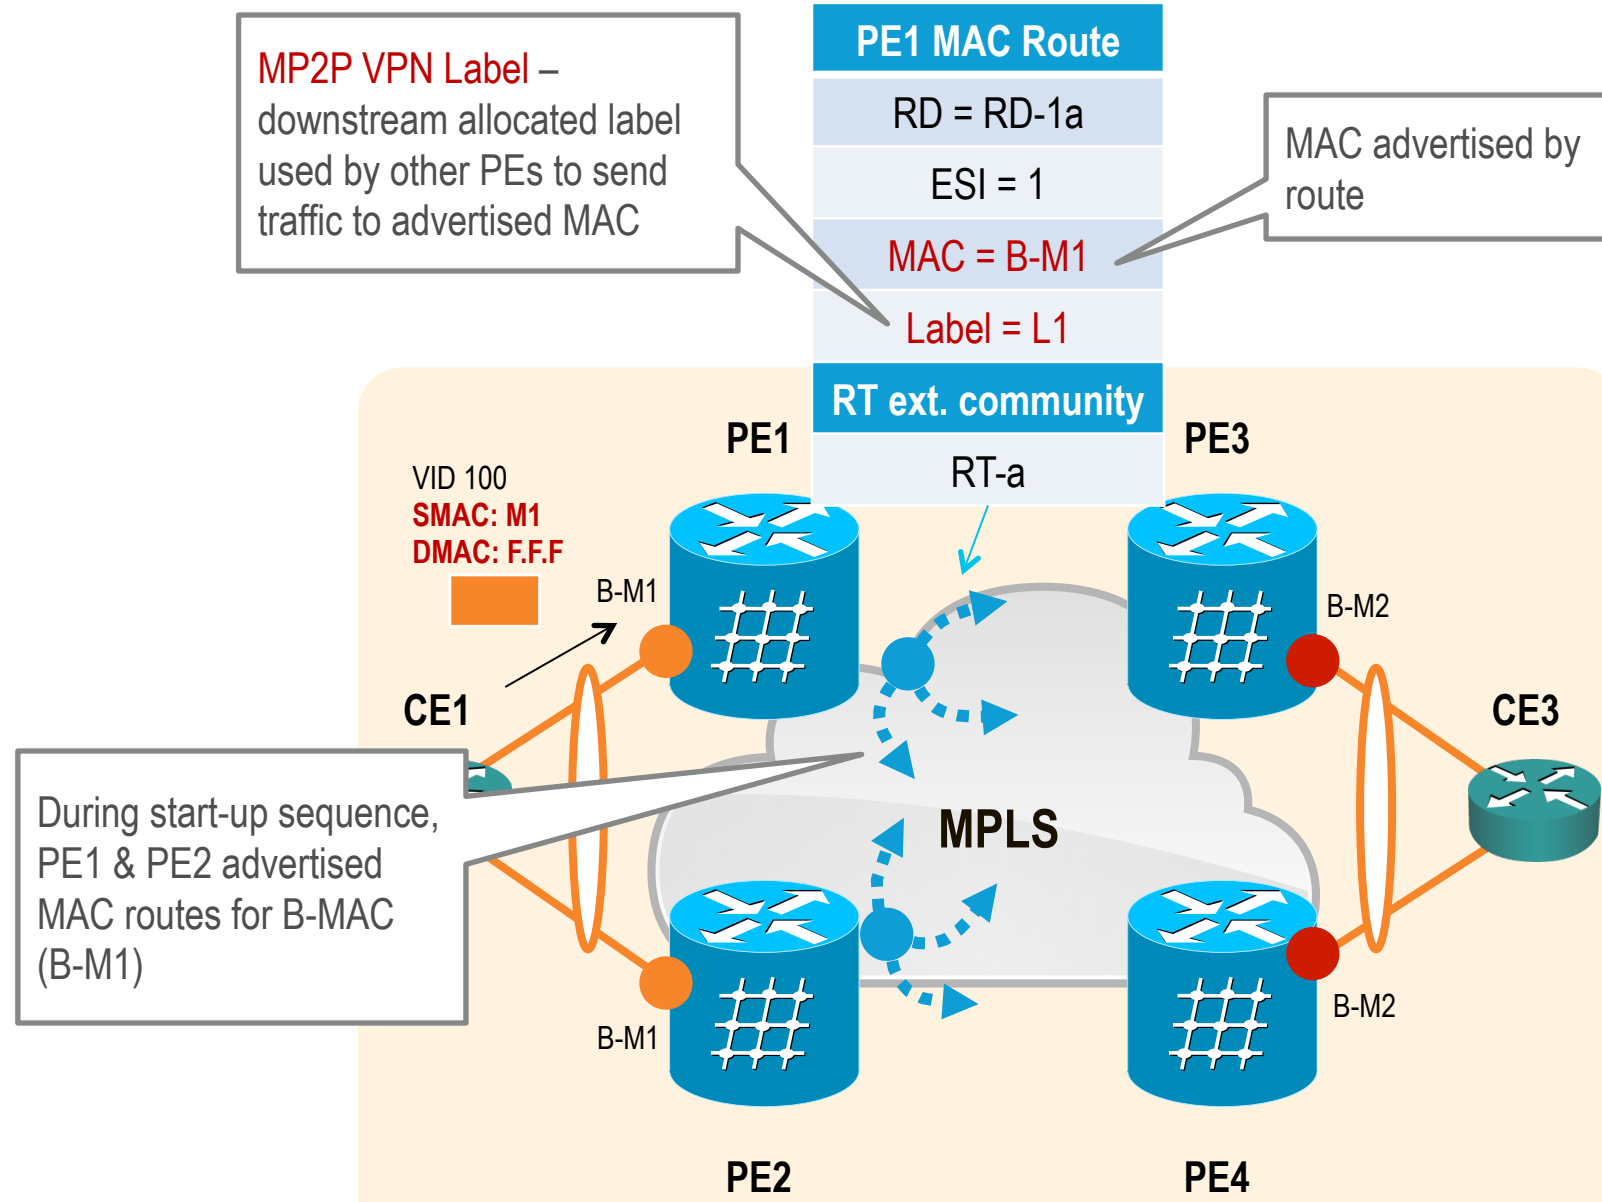 PE1 MAC Route
RD = RD-1a
ESI = 1
MAC = B-M1
Label = L1
RT ext. community
RT-a
MP2P VPN Label –
downstream allocated label
used by other PEs to send
traffic to advertised MAC
MAC advertised by
route
PE1
PE3
VID 100
SMAC: M1
DMAC: F.F.F
B-M1
B-M2
CE1
CE3
During start-up sequence,
PE1 & PE2 advertised
MAC routes for B-MAC
(B-M1)
MPLS
B-M1
B-M2
PE2
PE4